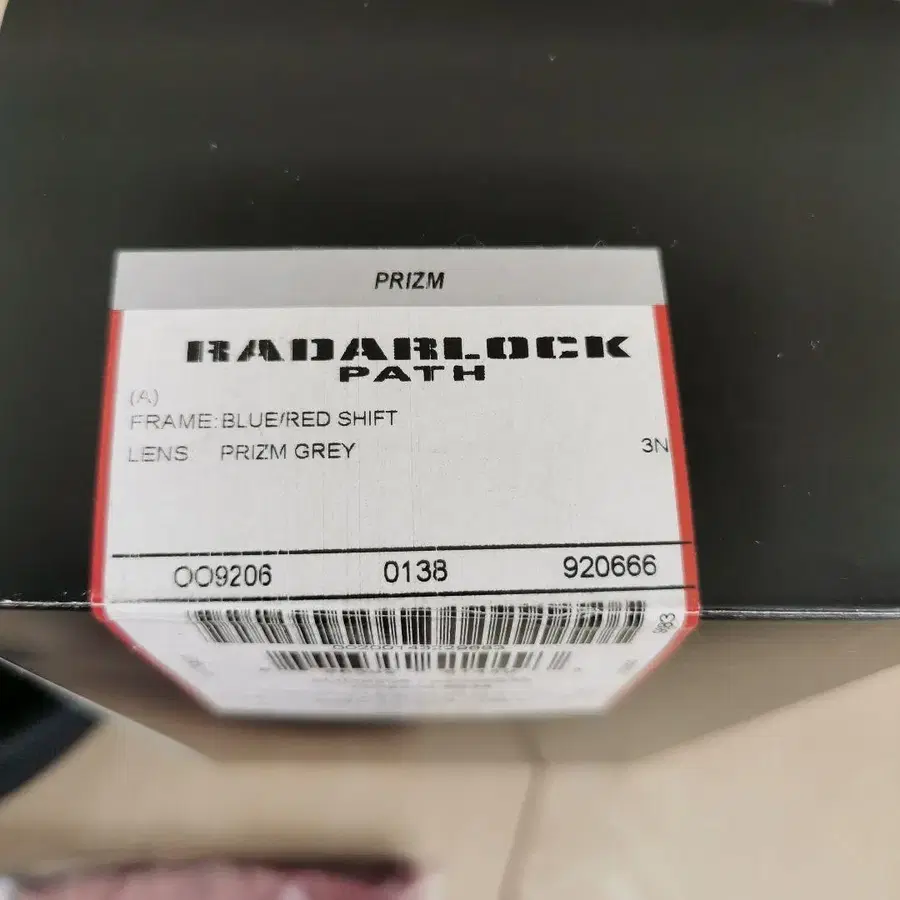 PRIZM
RADARLOCK
PATH
(A)
FRAME: BLUE/RED SHIFT
LENS PRIZM GREY 3N
OO9206 0138 920666